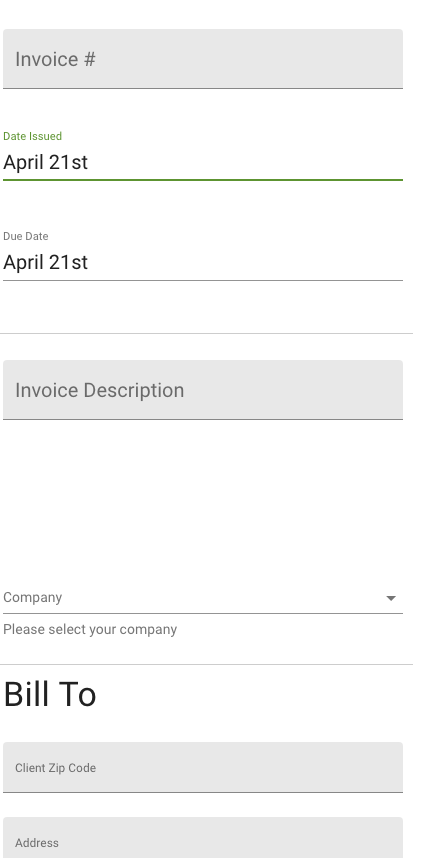 Invoice #
Date Issued
April 21st
Due Date
April 21st
Invoice Description
Company
Please select your company
Bill To
Client Zip Code
Address